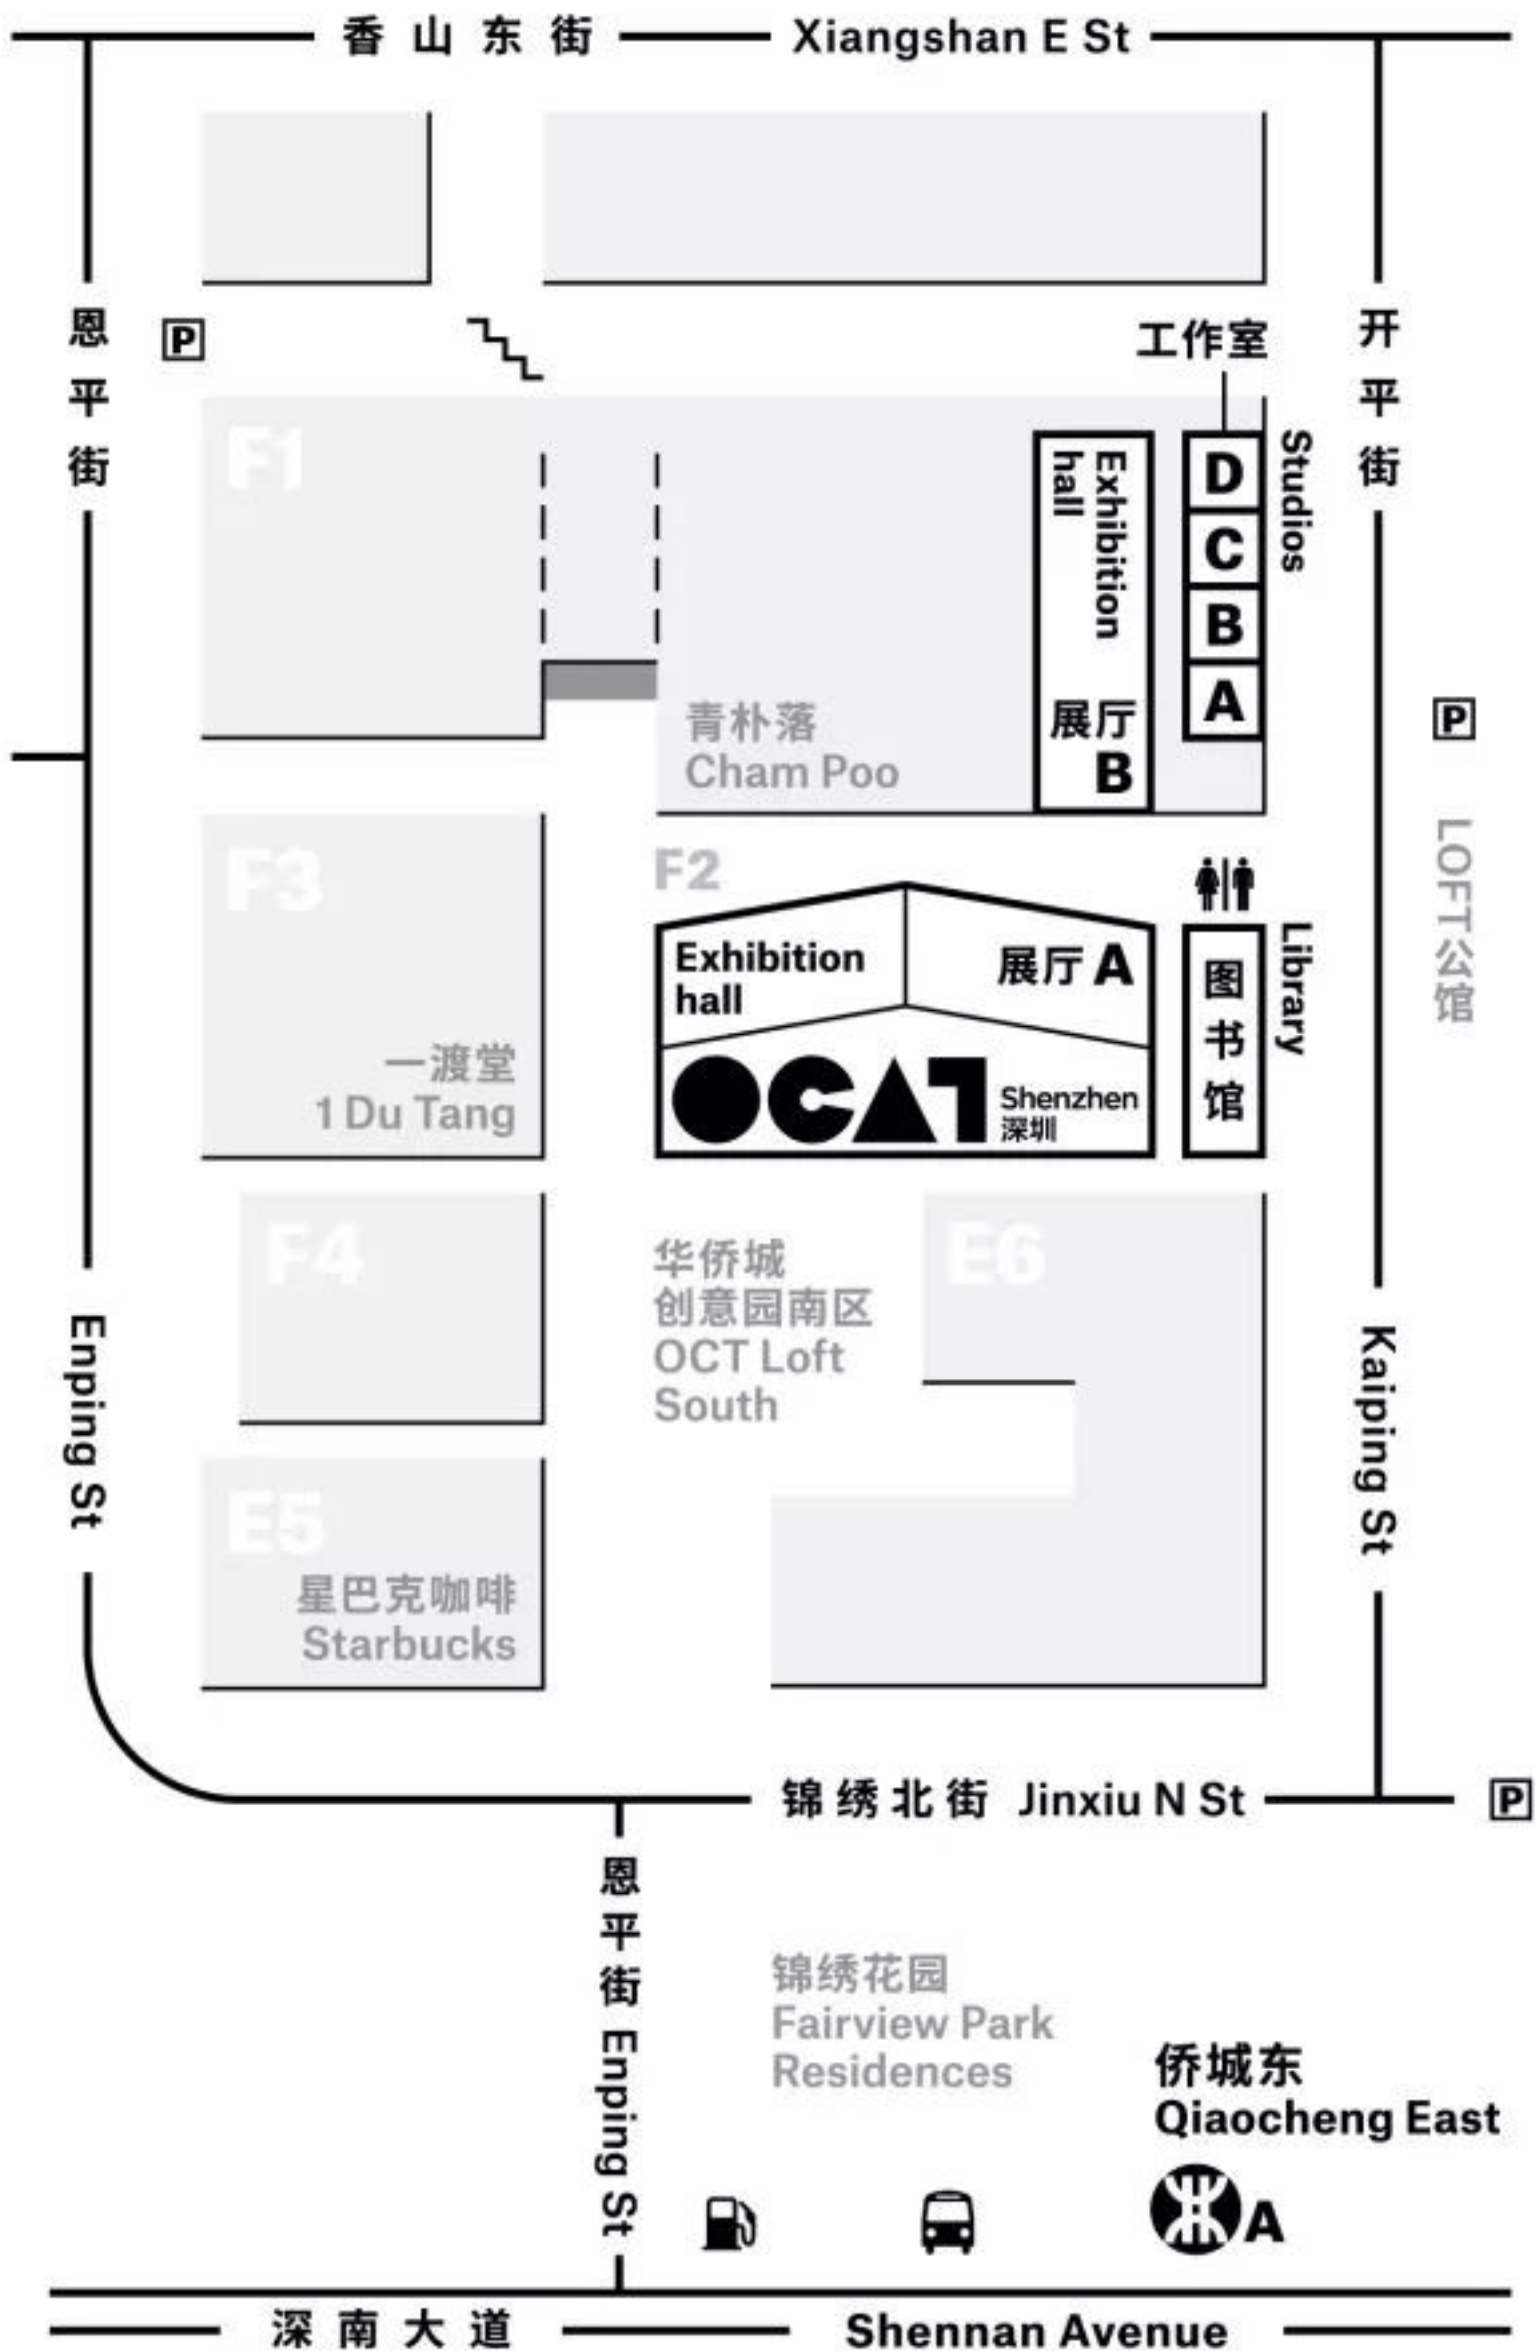 香山东街 Xiangshan E St
恩平街
P
工作室
开平街
F1
Exhibition
hall
展厅
B
D
C
B
A
Studios
青朴落
Cham Poo
P
LOFT公馆
F3
一渡堂
1 Du Tang
F2
Exhibition
hall
展厅 A
OCAT
Shenzhen
深圳
图书馆
Library
F4
华侨城
创意园南区
OCT Loft
South
E6
Enping St
Kaiping St
E5
星巴克咖啡
Starbucks
锦绣北街 Jinxiu N St
P
恩平街 Enping St
锦绣花园
Fairview Park
Residences
侨城东
Qiaocheng East
A
深南大道 Shennan Avenue